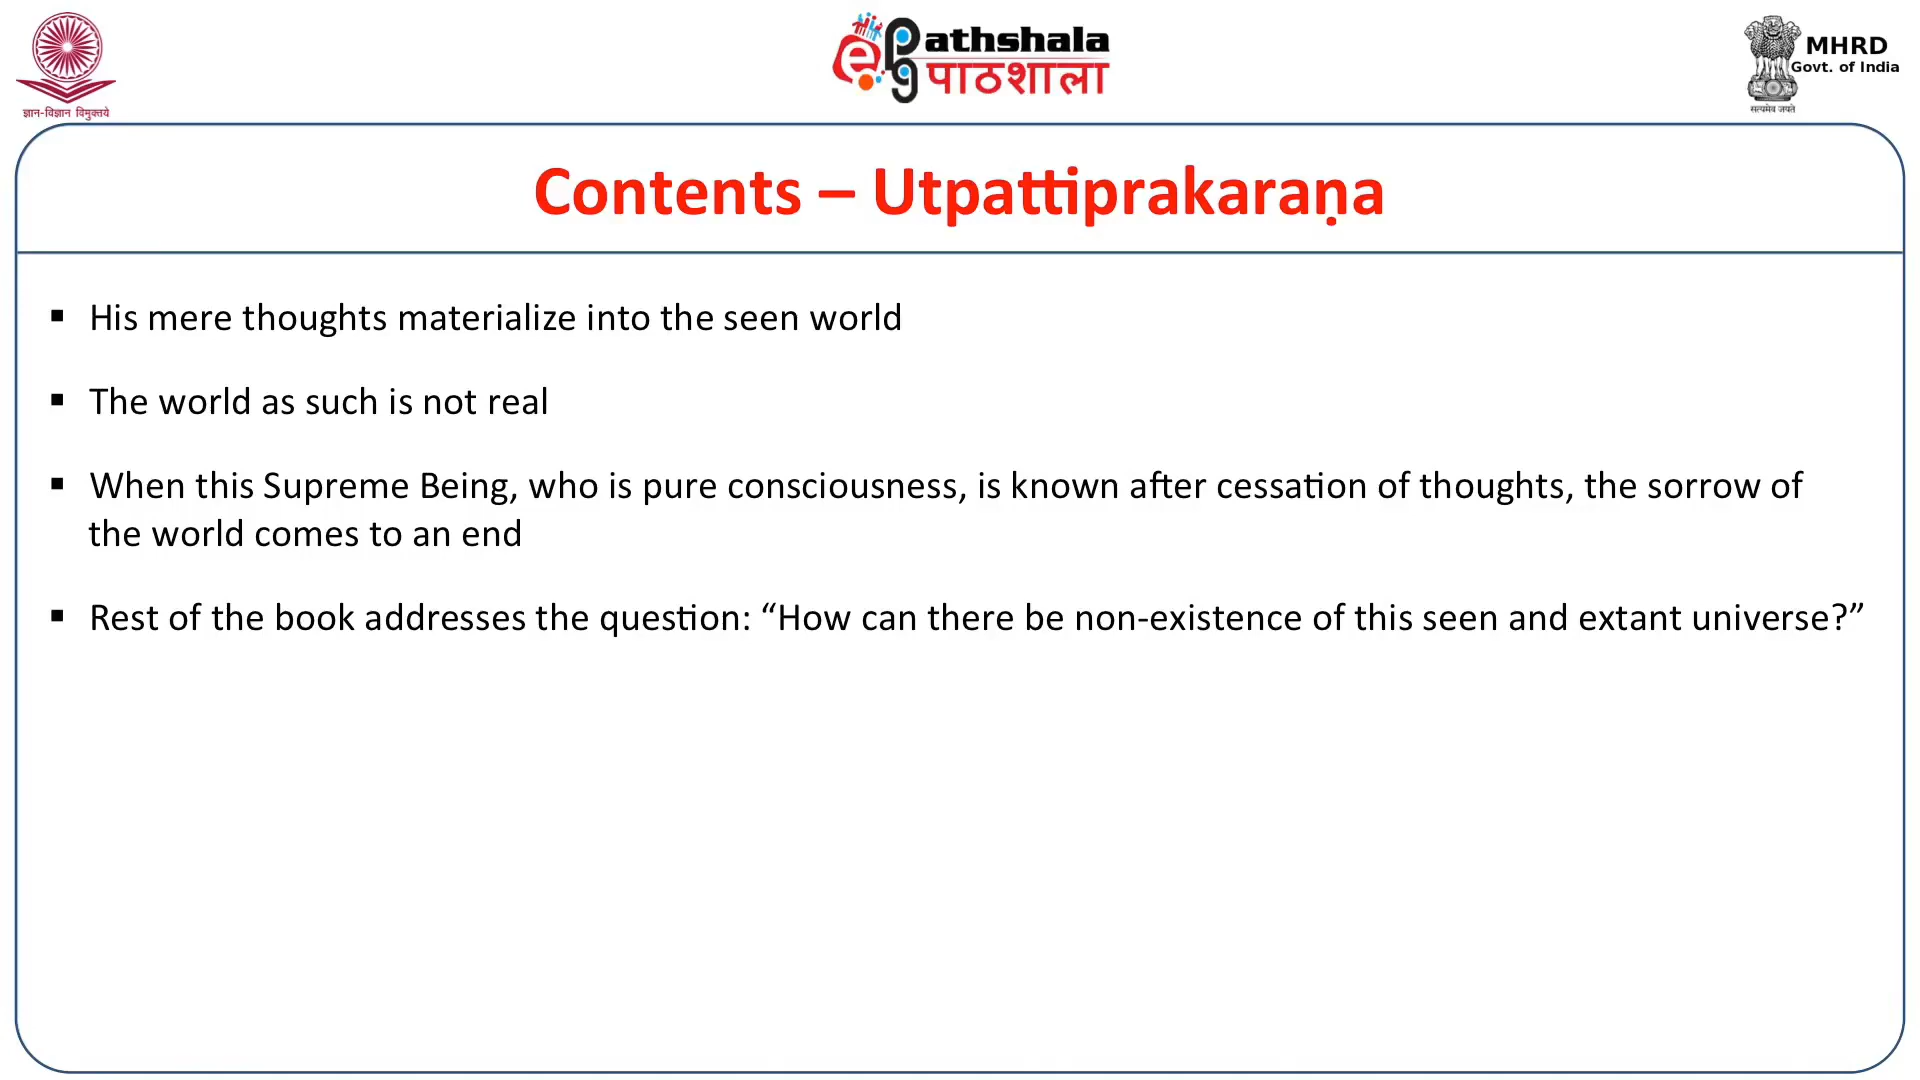 ज्ञान-विज्ञान विमुक्तये
ePathshala
पाठशाला
MHRD
Govt. of India
सत्यमेव जयते
Contents – Utpattiprakaraṇa
▪ His mere thoughts materialize into the seen world
▪ The world as such is not real
▪ When this Supreme Being, who is pure consciousness, is known after cessation of thoughts, the sorrow of
the world comes to an end
▪ Rest of the book addresses the question: “How can there be non-existence of this seen and extant universe?”